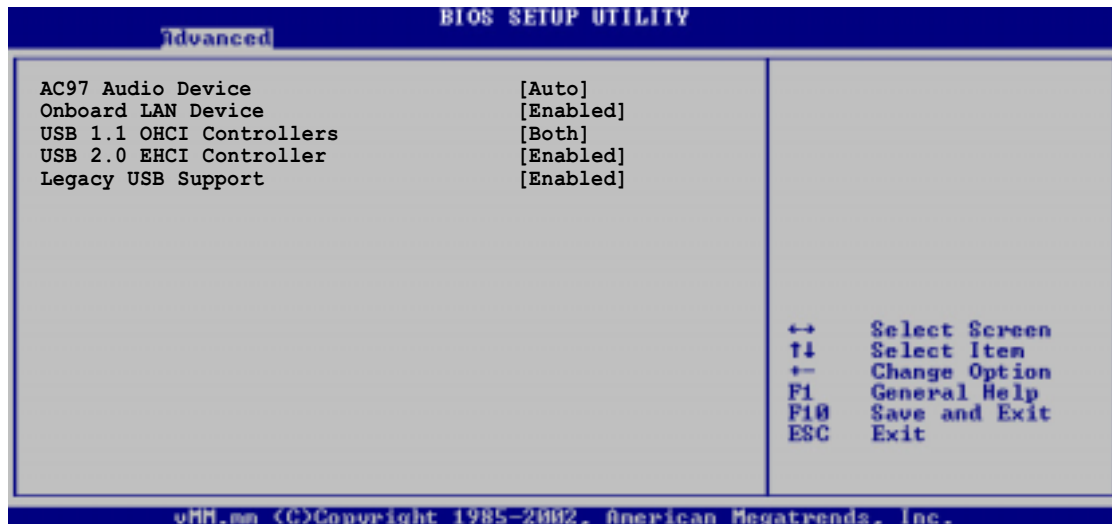 BIOS SETUP UTILITY
Advanced
AC97 Audio Device [Auto]
Onboard LAN Device [Enabled]
USB 1.1 OHCI Controllers [Both]
USB 2.0 EHCI Controller [Enabled]
Legacy USB Support [Enabled]
←→ Select Screen
↑↓ Select Item
+- Change Option
F1 General Help
F10 Save and Exit
ESC Exit
vMM.mm (C)Copyright 1985-2002, American Megatrends, Inc.